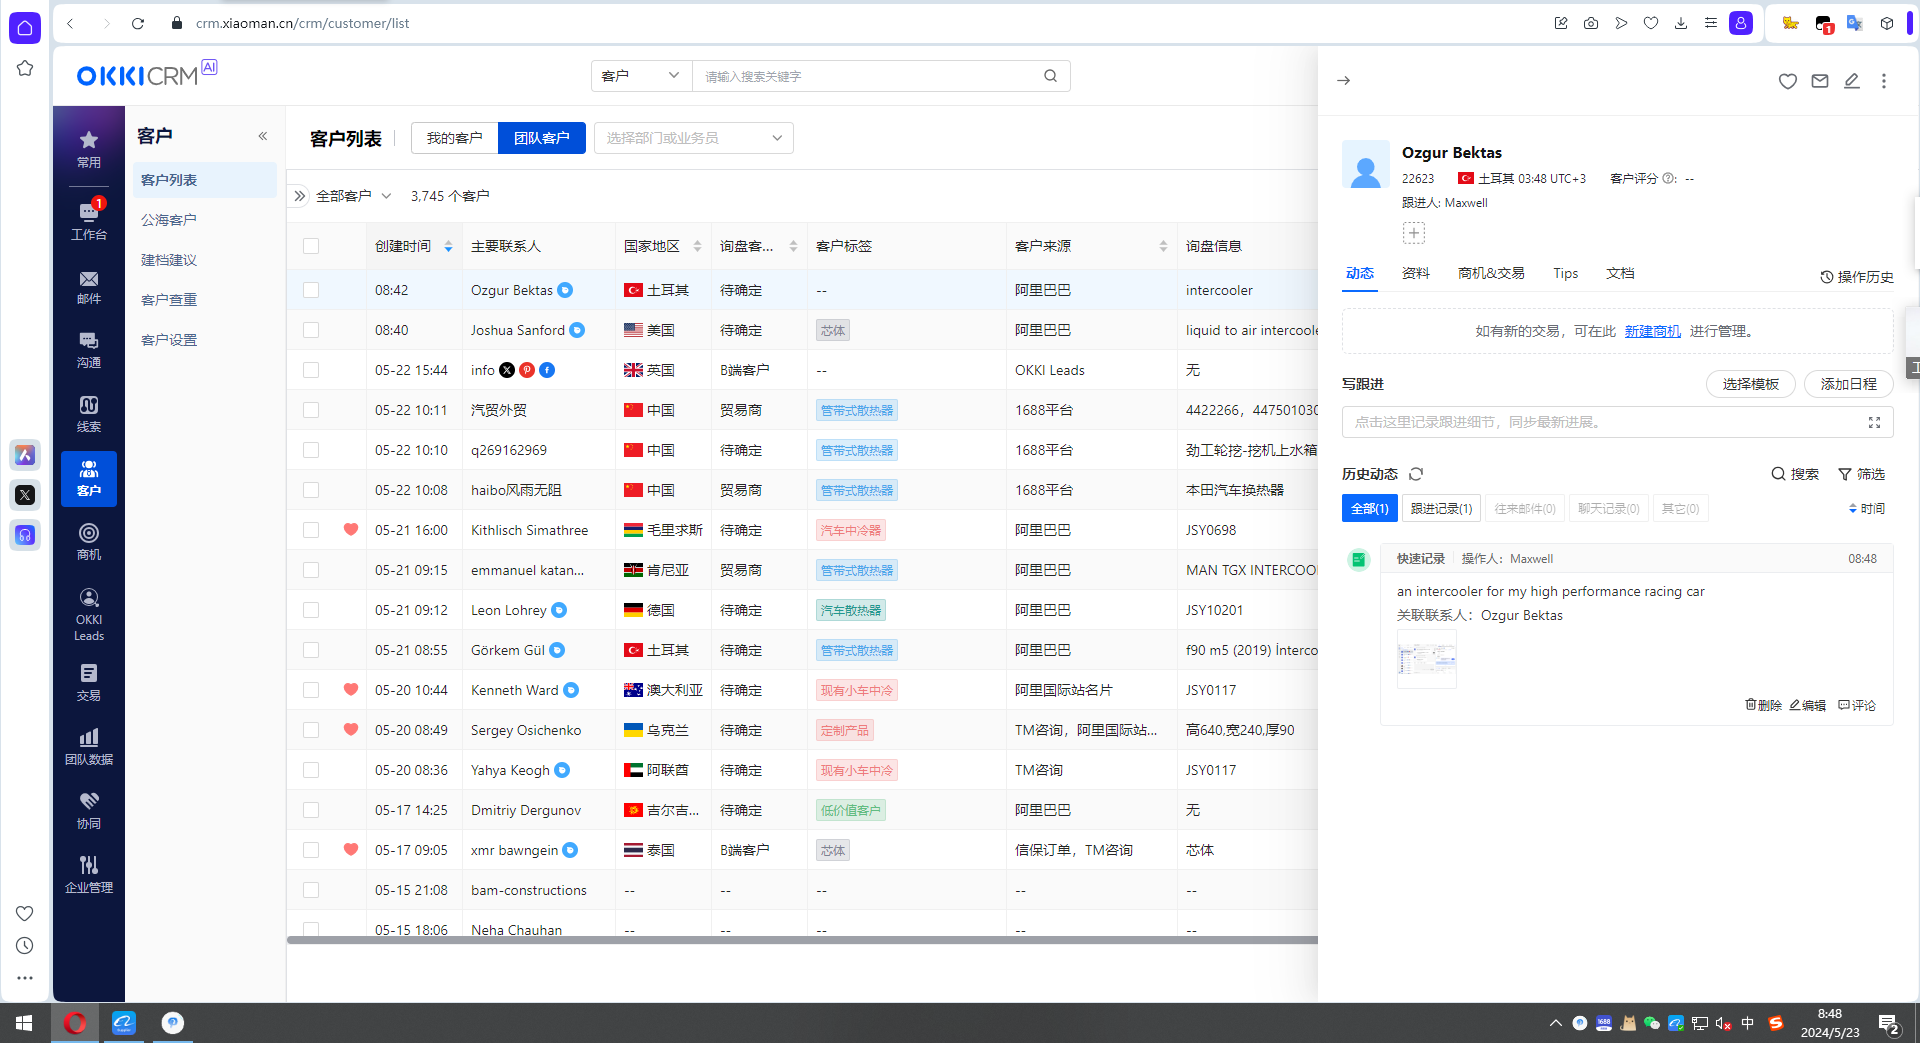 crm.xiaoman.cn/crm/customer/list
1
OKKICRM AI
客户
请输入搜索关键字
常用
1
工作台
邮件
沟通
线索
客户
商机
OKKI
Leads
交易
团队数据
协同
企业管理
客户
客户列表
公海客户
建档建议
客户查重
客户设置
客户列表
我的客户
团队客户
选择部门或业务员
全部客户
3,745 个客户
创建时间 主要联系人 国家地区 询盘客... 客户标签 客户来源 询盘信息
08:42 Ozgur Bektas 土耳其 待确定 -- 阿里巴巴 intercooler
08:40 Joshua Sanford 美国 待确定 芯体 阿里巴巴 liquid to air intercoole
05-22 15:44 info 英国 B端客户 -- OKKI Leads 无
05-22 10:11 汽贸外贸 中国 贸易商 管带式散热器 1688平台 4422266，447501030
05-22 10:10 q269162969 中国 待确定 管带式散热器 1688平台 劲工轮挖-挖机上水箱
05-22 10:08 haibo风雨无阻 中国 贸易商 管带式散热器 1688平台 本田汽车换热器
05-21 16:00 Kithlisch Simathree 毛里求斯 待确定 汽车中冷器 阿里巴巴 JSY0698
05-21 09:15 emmanuel katan... 肯尼亚 贸易商 管带式散热器 阿里巴巴 MAN TGX INTERCOOL
05-21 09:12 Leon Lohrey 德国 待确定 汽车散热器 阿里巴巴 JSY10201
05-21 08:55 Görkem Gül 土耳其 待确定 管带式散热器 阿里巴巴 f90 m5 (2019) İnterco
05-20 10:44 Kenneth Ward 澳大利亚 待确定 现有小车中冷 阿里国际站名片 JSY0117
05-20 08:49 Sergey Osichenko 乌克兰 待确定 定制产品 TM咨询，阿里国际站... 高640,宽240,厚90
05-20 08:36 Yahya Keogh 阿联酋 待确定 现有小车中冷 TM咨询 JSY0117
05-17 14:25 Dmitriy Dergunov 吉尔吉... 待确定 低价值客户 阿里巴巴 无
05-17 09:05 xmr bawngein 泰国 B端客户 芯体 信保订单，TM咨询 芯体
05-15 21:08 bam-constructions -- -- -- -- --
05-15 18:06 Neha Chauhan -- -- -- -- --
Ozgur Bektas
22623 土耳其 03:48 UTC+3 客户评分 ?: --
跟进人: Maxwell
动态 资料 商机&交易 Tips 文档 操作历史
如有新的交易，可在此 新建商机 进行管理。
写跟进 选择模板 添加日程
点击这里记录跟进细节，同步最新进展。
历史动态 搜索 筛选
全部(1) 跟进记录(1) 往来邮件(0) 聊天记录(0) 其它(0) 时间
快速记录 操作人： Maxwell 08:48
an intercooler for my high performance racing car
关联联系人： Ozgur Bektas
删除 编辑 评论
中
8:48
2024/5/23
2